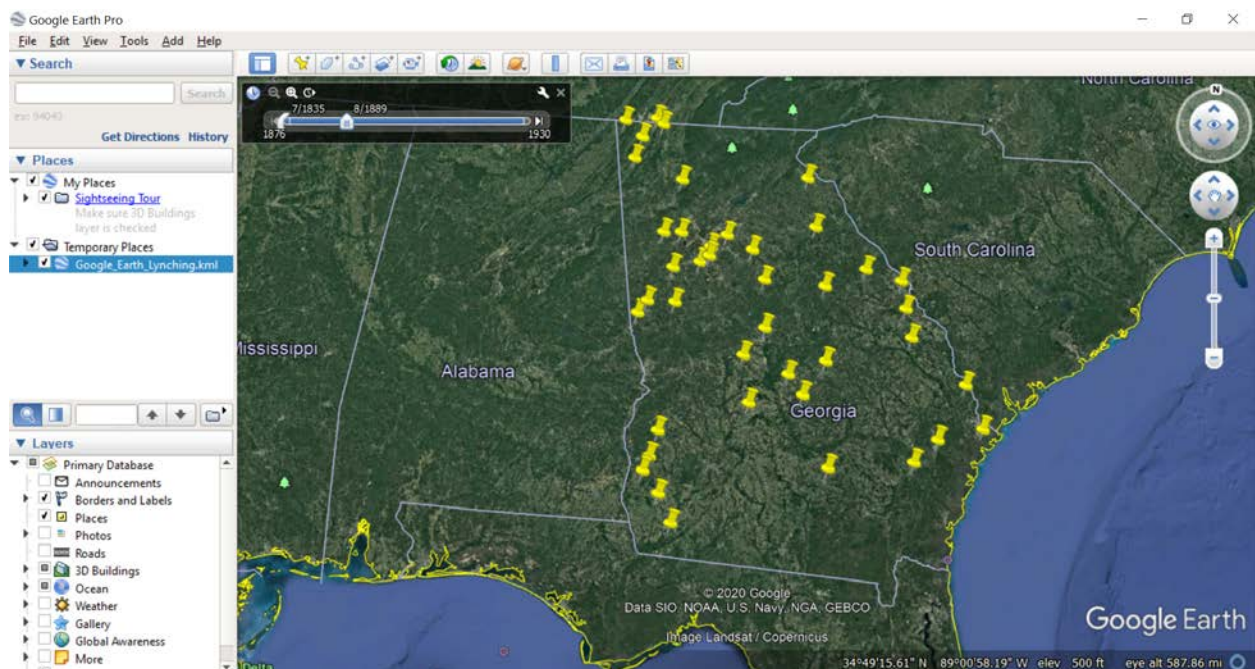 Google Earth Pro
File Edit View Tools Add Help
▼ Search
Search
ex: 94043
Get Directions History
▼ Places
My Places
Sightseeing Tour
Make sure 3D Buildings
layer is checked
Temporary Places
Google_Earth_Lynching.kml
▼ Layers
Primary Database
Announcements
Borders and Labels
Places
Photos
Roads
3D Buildings
Ocean
Weather
Gallery
Global Awareness
More
7/1835 8/1889
1876 1930
North Carolina
N
South Carolina
Mississippi
Alabama
Georgia
© 2020 Google
Data SIO, NOAA, U.S. Navy, NGA, GEBCO
Image Landsat / Copernicus
Google Earth
Delta
34°49'15.61" N 89°00'58.19" W elev 500 ft eye alt 587.86 mi